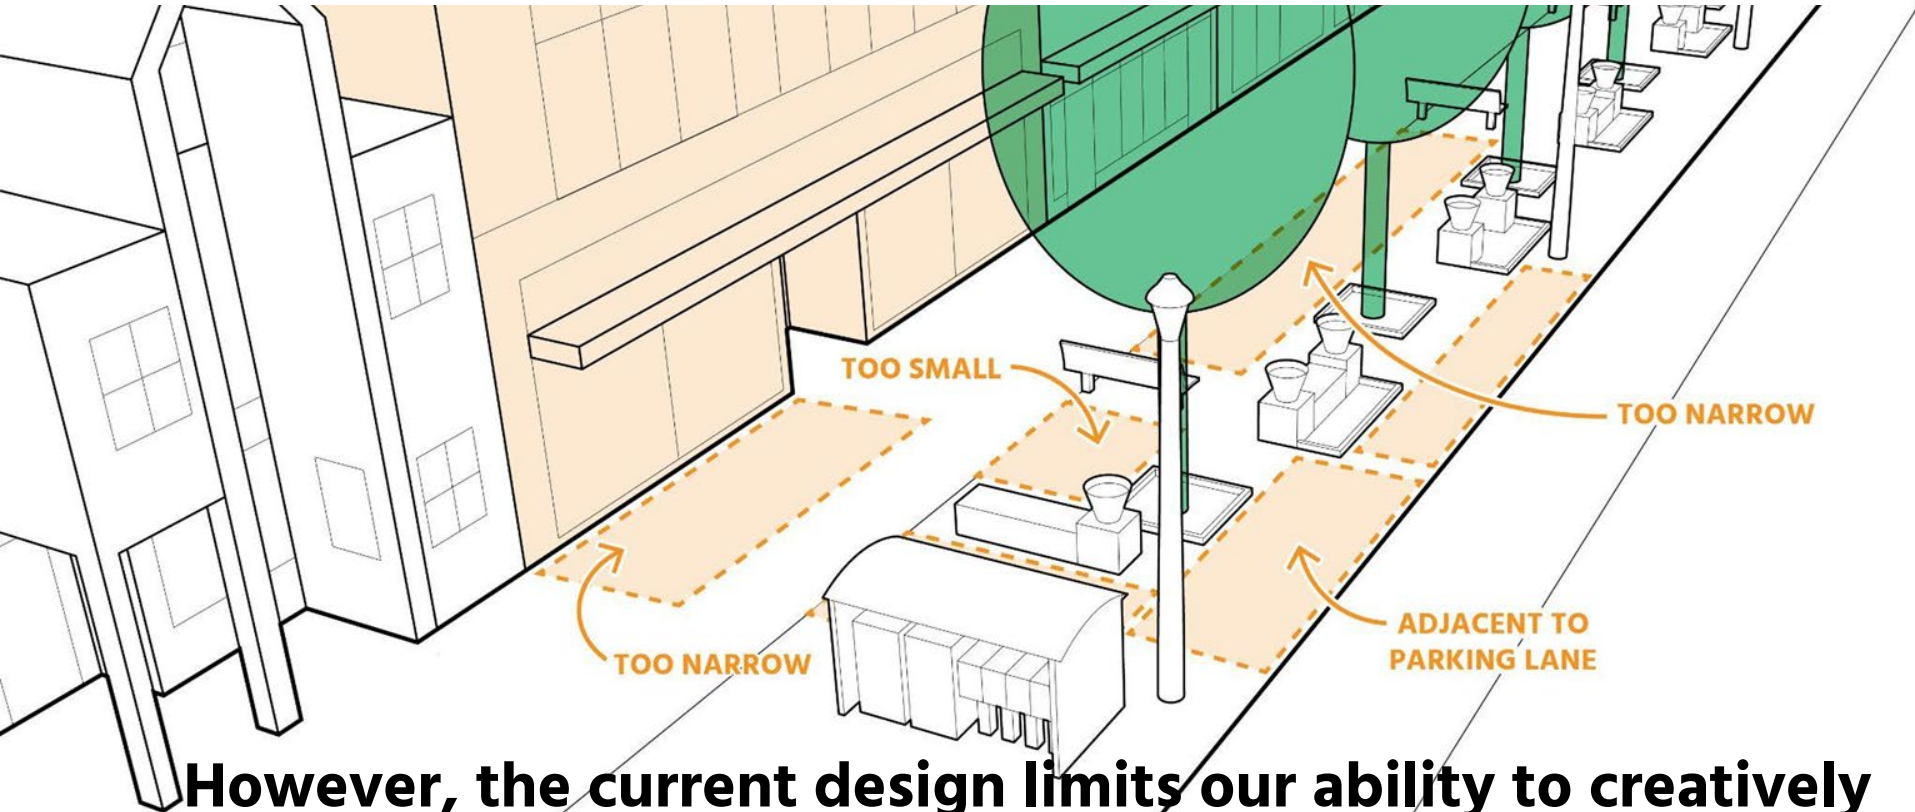 TOO SMALL
TOO NARROW
TOO NARROW
ADJACENT TO
PARKING LANE
However, the current design limits our ability to creatively